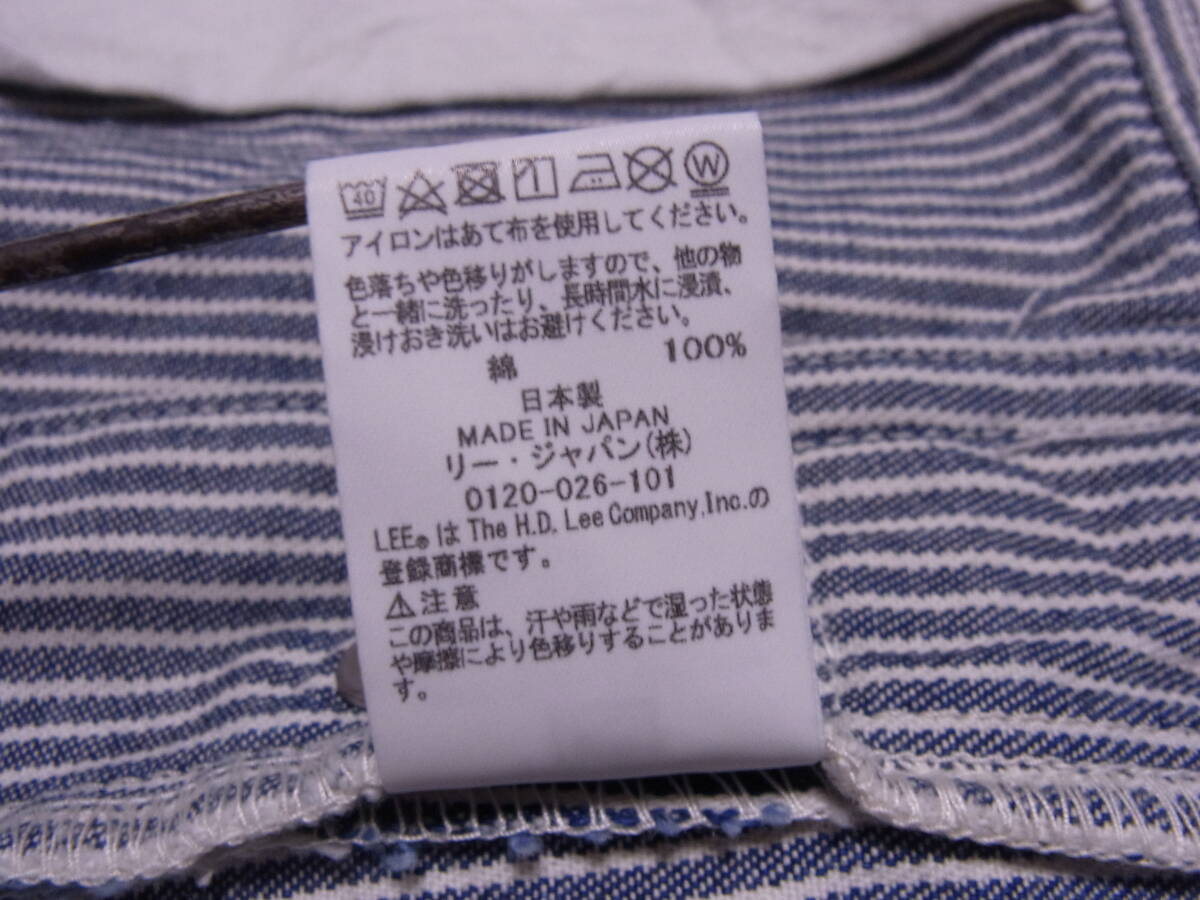 40 W
アイロンはあて布を使用してください。
色落ちや色移りがしますので、他の物
と一緒に洗ったり、長時間水に浸漬、
浸けおき洗いはお避けください。
綿 100%
日本製
MADE IN JAPAN
リー・ジャパン(株)
0120-026-101
LEE®は The H.D. Lee Company, Inc.の
登録商標です。
⚠注意
この商品は、汗や雨などで湿った状態
や摩擦により色移りすることがありま
す。